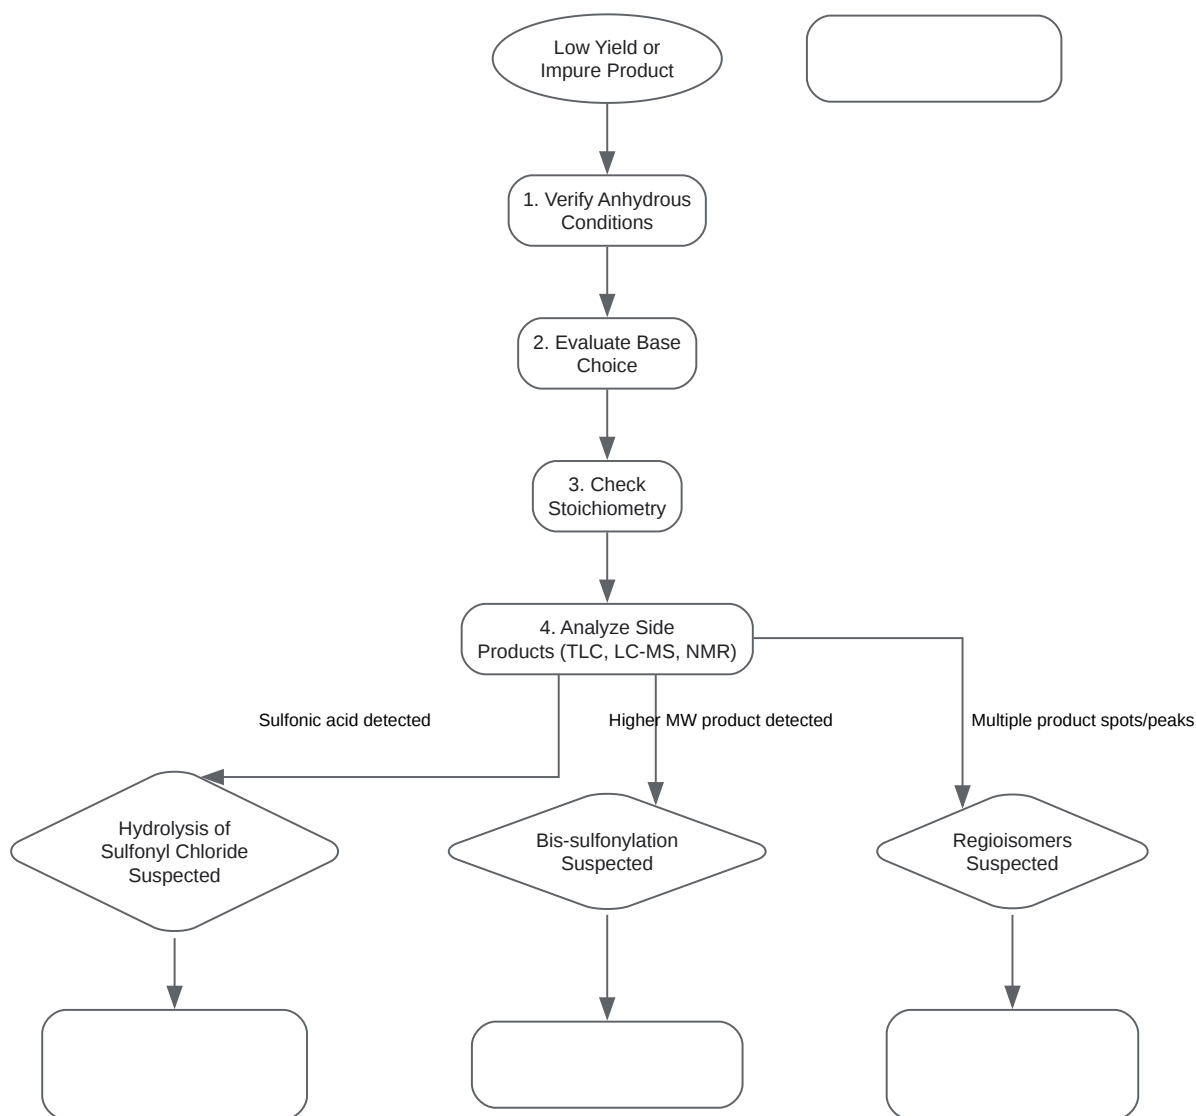 Low Yield or
Impure Product
1. Verify Anhydrous
Conditions
2. Evaluate Base
Choice
3. Check
Stoichiometry
4. Analyze Side
Products (TLC, LC-MS, NMR)
Sulfonic acid detected
Higher MW product detected
Multiple product spots/peaks
Hydrolysis of
Sulfonyl Chloride
Suspected
Bis-sulfonylation
Suspected
Regioisomers
Suspected